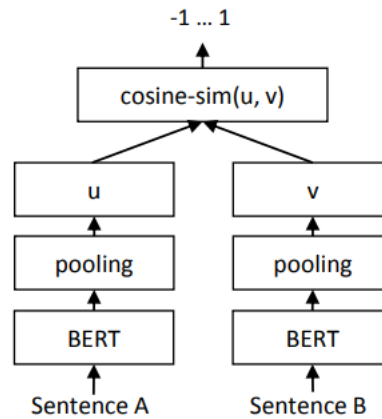 -1 … 1
cosine-sim(u, v)
u
v
pooling
pooling
BERT
BERT
Sentence A
Sentence B